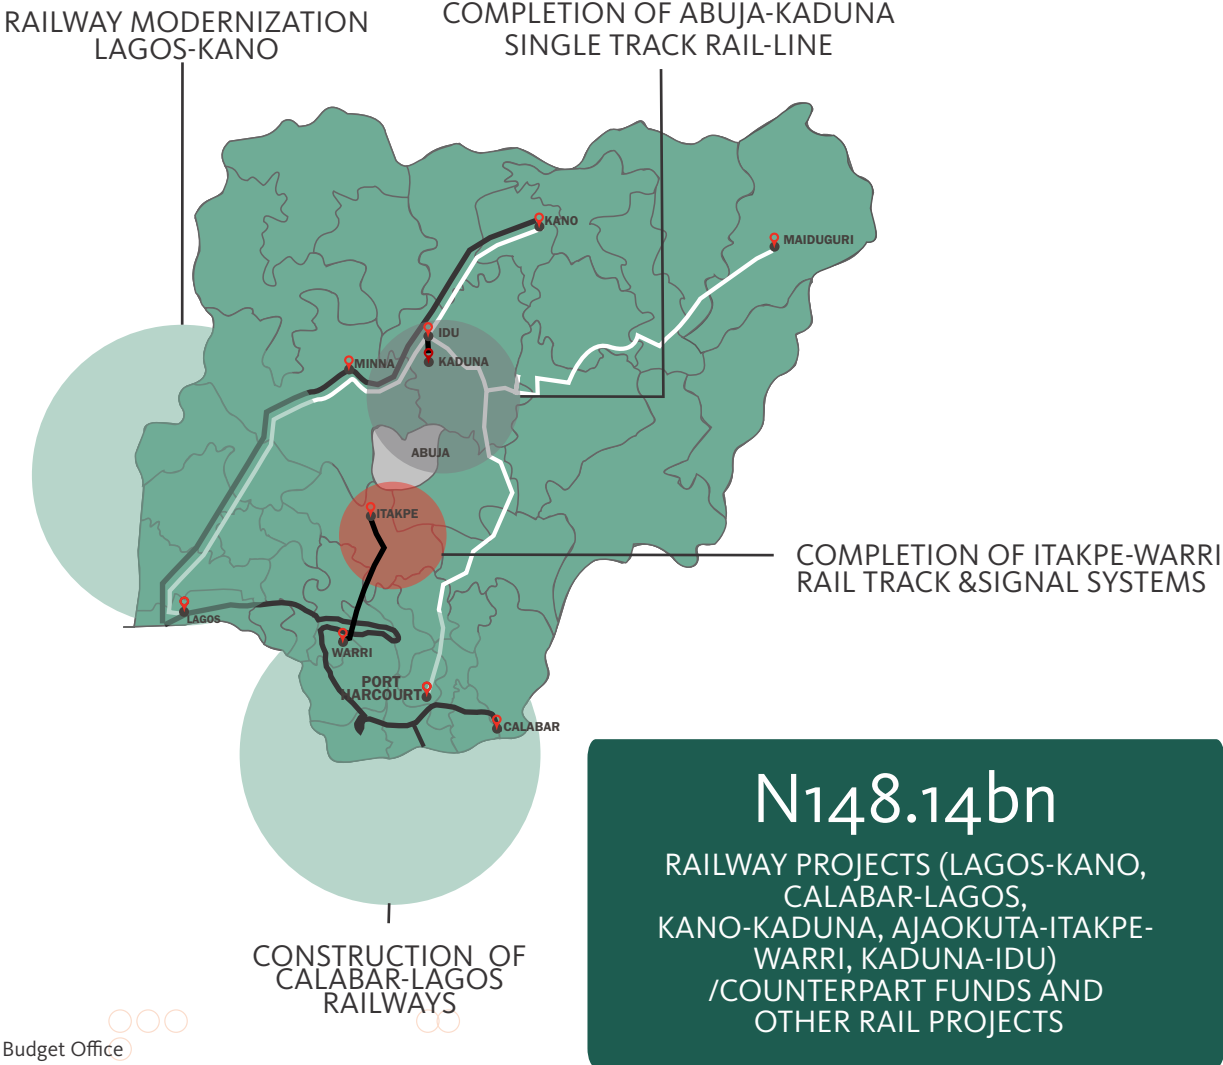 RAILWAY MODERNIZATION
LAGOS-KANO
COMPLETION OF ABUJA-KADUNA
SINGLE TRACK RAIL-LINE
KANO
MAIDUGURI
IDU
KADUNA
MINNA
ABUJA
ITAKPE
COMPLETION OF ITAKPE-WARRI
RAIL TRACK &SIGNAL SYSTEMS
LAGOS
WARRI
PORT
HARCOURT
CALABAR
N148.14bn
RAILWAY PROJECTS (LAGOS-KANO,
CALABAR-LAGOS,
KANO-KADUNA, AJAOKUTA-ITAKPE-
WARRI, KADUNA-IDU)
/COUNTERPART FUNDS AND
OTHER RAIL PROJECTS
CONSTRUCTION OF
CALABAR-LAGOS
RAILWAYS
Budget Office